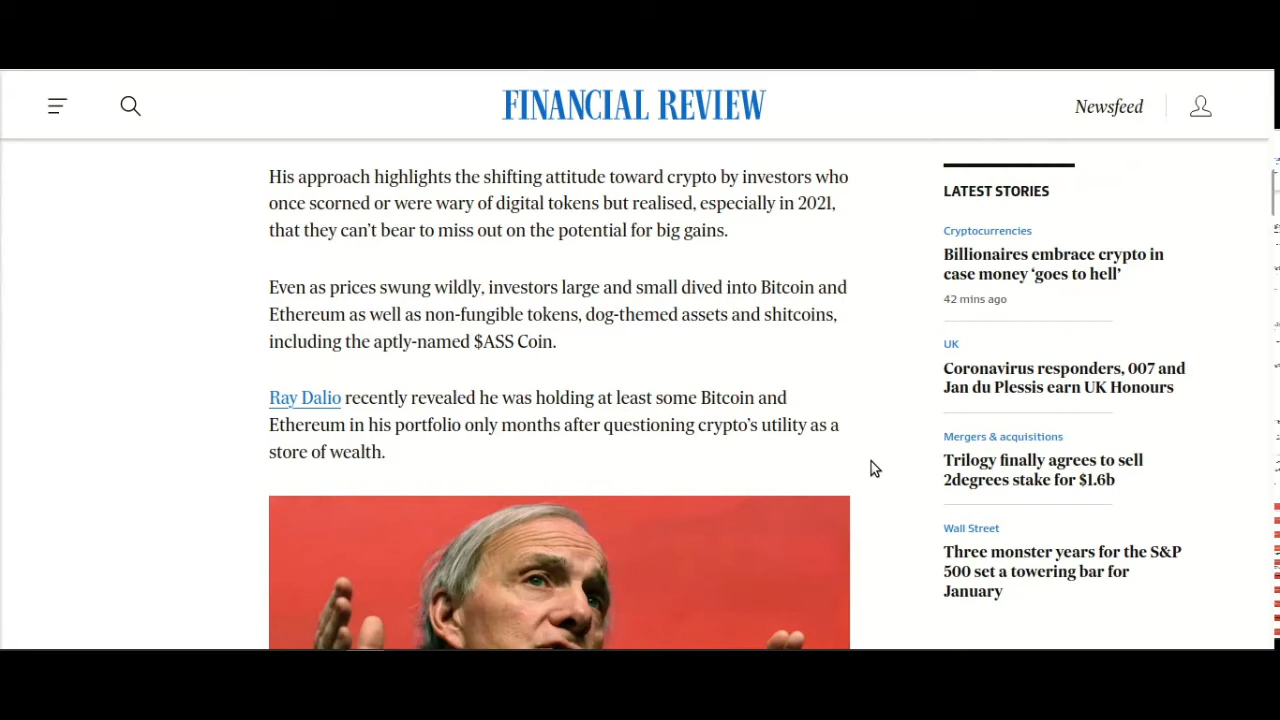 FINANCIAL REVIEW
Newsfeed
His approach highlights the shifting attitude toward crypto by investors who
once scorned or were wary of digital tokens but realised, especially in 2021,
that they can’t bear to miss out on the potential for big gains.
Even as prices swung wildly, investors large and small dived into Bitcoin and
Ethereum as well as non-fungible tokens, dog-themed assets and shitcoins,
including the aptly-named $ASS Coin.
Ray Dalio recently revealed he was holding at least some Bitcoin and
Ethereum in his portfolio only months after questioning crypto’s utility as a
store of wealth.
LATEST STORIES
Cryptocurrencies
Billionaires embrace crypto in
case money ‘goes to hell’
42 mins ago
UK
Coronavirus responders, 007 and
Jan du Plessis earn UK Honours
Mergers & acquisitions
Trilogy finally agrees to sell
2degrees stake for $1.6b
Wall Street
Three monster years for the S&P
500 set a towering bar for
January